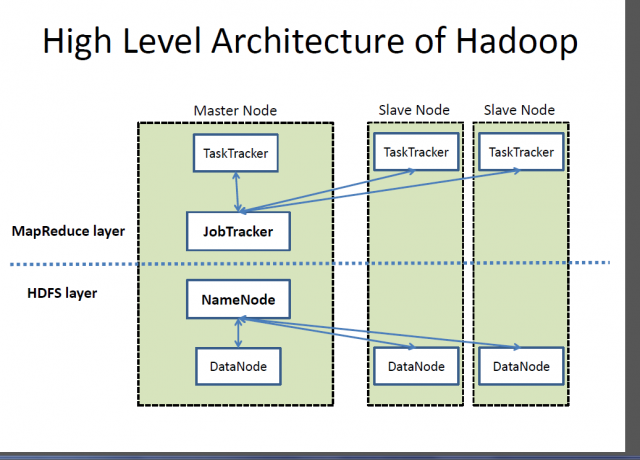 High Level Architecture of Hadoop
Master Node
Slave Node
Slave Node
TaskTracker
TaskTracker
TaskTracker
JobTracker
MapReduce layer
HDFS layer
NameNode
DataNode
DataNode
DataNode